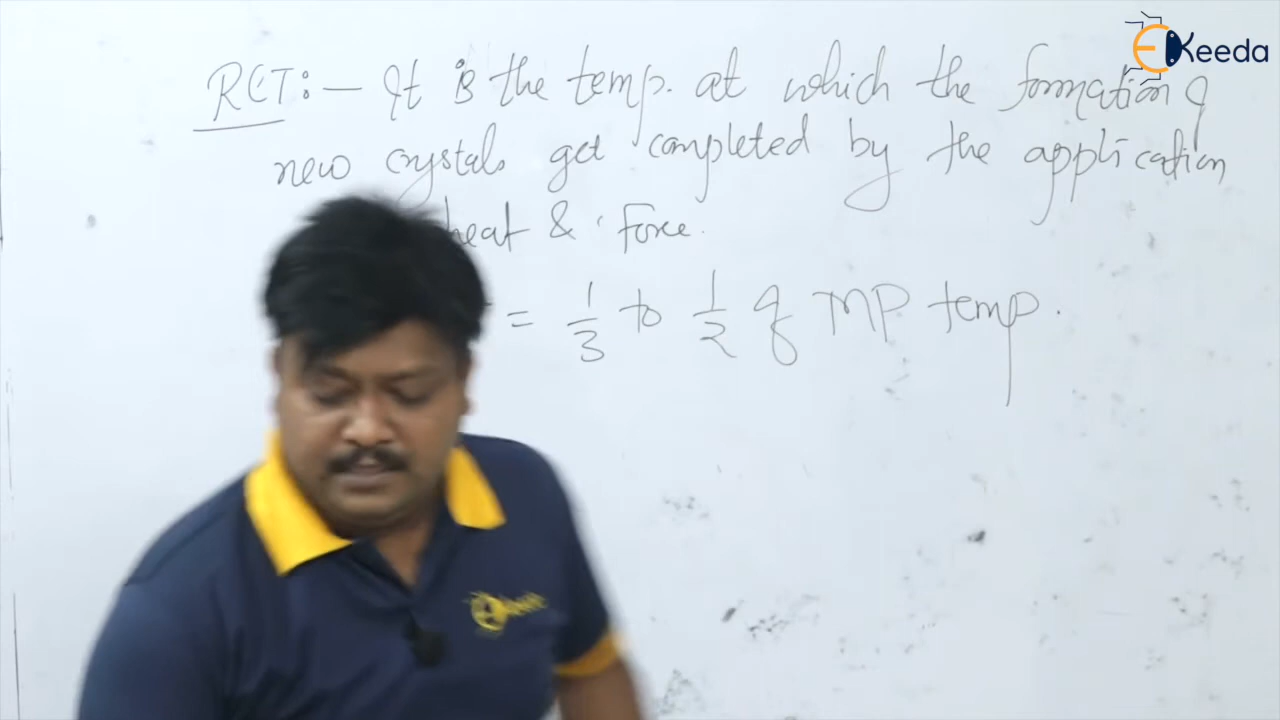 Keeda
RCT:- It is the temp. at which the formation of
new crystals get completed by the application
heat & Force.
= 1/3 to 1/2 of MP temp.
Keeda